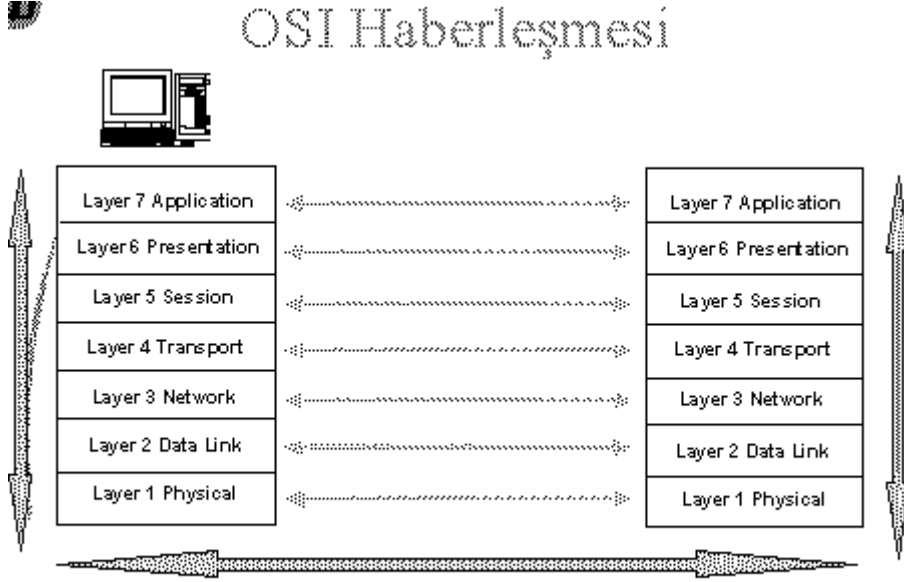 OSI Haberleşmesi
Layer 7 Application
Layer 6 Presentation
Layer 5 Session
Layer 4 Transport
Layer 3 Network
Layer 2 Data Link
Layer 1 Physical
Layer 7 Application
Layer 6 Presentation
Layer 5 Session
Layer 4 Transport
Layer 3 Network
Layer 2 Data Link
Layer 1 Physical